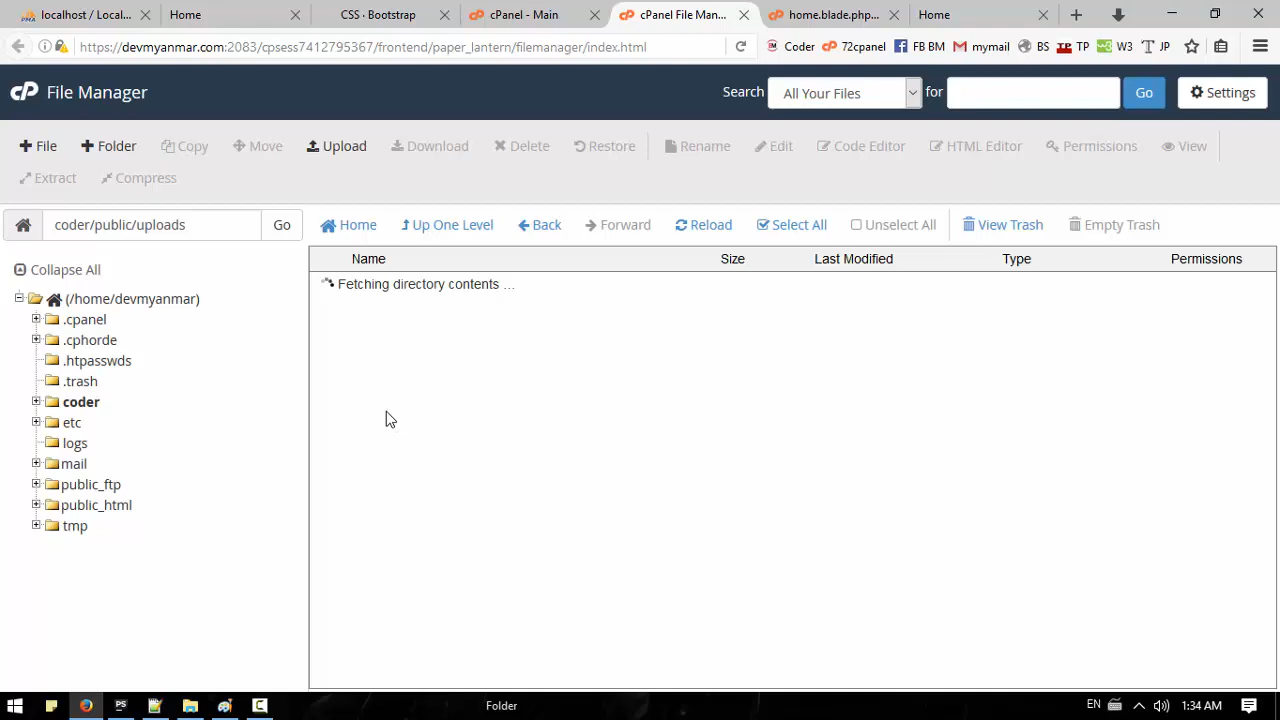 localhost / Local...
Home
CSS · Bootstrap
cPanel - Main
cPanel File Man...
home.blade.php...
Home
https://devmyanmar.com:2083/cpsess7412795367/frontend/paper_lantern/filemanager/index.html
Coder
72cpanel
FB BM
mymail
BS
TP
W3
JP
cP File Manager
Search
All Your Files
for
Go
Settings
File
Folder
Copy
Move
Upload
Download
Delete
Restore
Rename
Edit
Code Editor
HTML Editor
Permissions
View
Extract
Compress
coder/public/uploads
Go
Home
Up One Level
Back
Forward
Reload
Select All
Unselect All
View Trash
Empty Trash
Collapse All
Name
Size
Last Modified
Type
Permissions
Fetching directory contents ...
(/home/devmyanmar)
.cpanel
.cphorde
.htpasswds
.trash
coder
etc
logs
mail
public_ftp
public_html
tmp
Folder
EN
1:34 AM